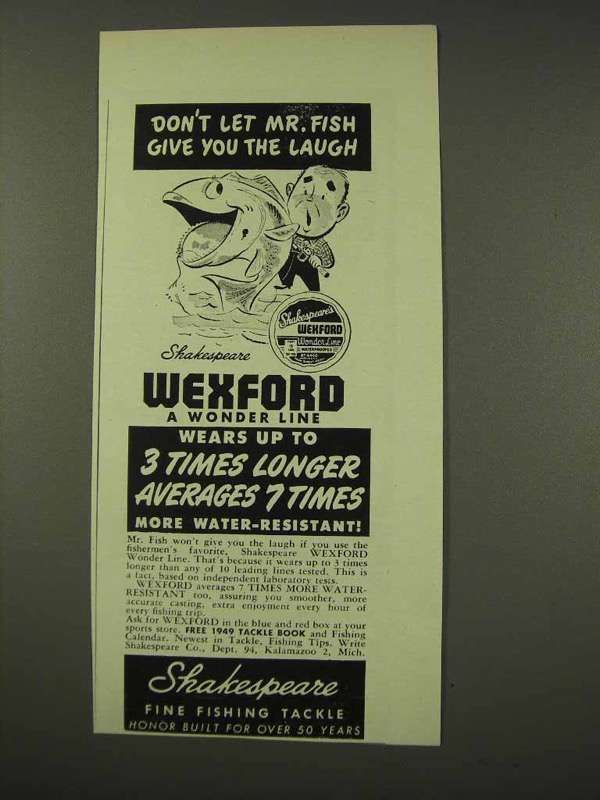 DON'T LET MR. FISH
GIVE YOU THE LAUGH
Shakespeare's
WEXFORD
Wonder Line
WATERPROOFED
Shakespeare
WEXFORD
A WONDER LINE
WEARS UP TO
3 TIMES LONGER
AVERAGES 7 TIMES
MORE WATER-RESISTANT!
Mr. Fish won't give you the laugh if you use the
fishermen's favorite, Shakespeare WEXFORD
Wonder Line. That's because it wears up to 3 times
longer than any of 10 leading lines tested. This is
a fact, based on independent laboratory tests.
WEXFORD averages 7 TIMES MORE WATER-
RESISTANT too, assuring you smoother, more
accurate casting, extra enjoyment every hour of
every fishing trip.
Ask for WEXFORD in the blue and red box at your
sports store. FREE 1949 TACKLE BOOK and Fishing
Calendar. Newest in Tackle, Fishing Tips. Write
Shakespeare Co., Dept. 94, Kalamazoo 2, Mich.
Shakespeare
FINE FISHING TACKLE
HONOR BUILT FOR OVER 50 YEARS